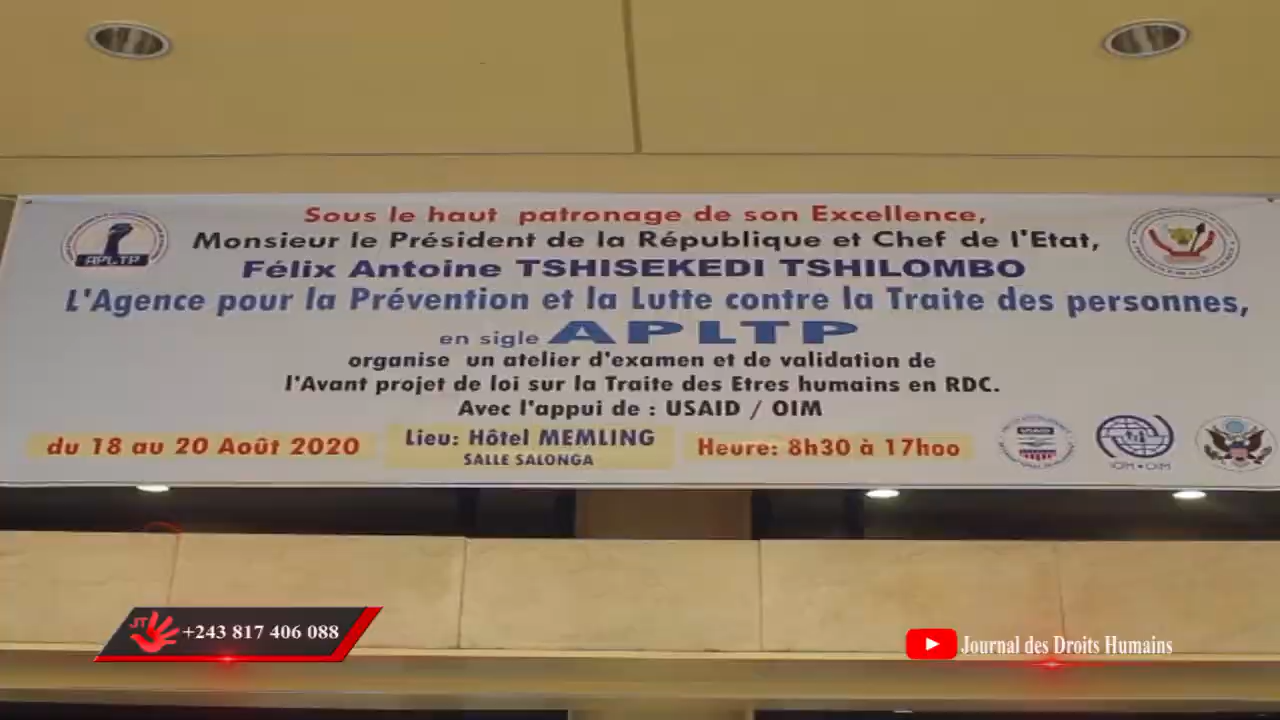 Sous le haut patronage de son Excellence,
Monsieur le Président de la République et Chef de l'Etat,
Félix Antoine TSHISEKEDI TSHILOMBO
L'Agence pour la Prévention et la Lutte contre la Traite des personnes,
en sigle APLTP
organise un atelier d'examen et de validation de
l'Avant projet de loi sur la Traite des Etres humains en RDC.
Avec l'appui de : USAID / OIM
du 18 au 20 Août 2020
Lieu: Hôtel MEMLING
SALLE SALONGA
Heure: 8h30 à 17hoo
APLTP
USAID
IOM • OIM
JT
+243 817 406 088
Journal des Droits Humains